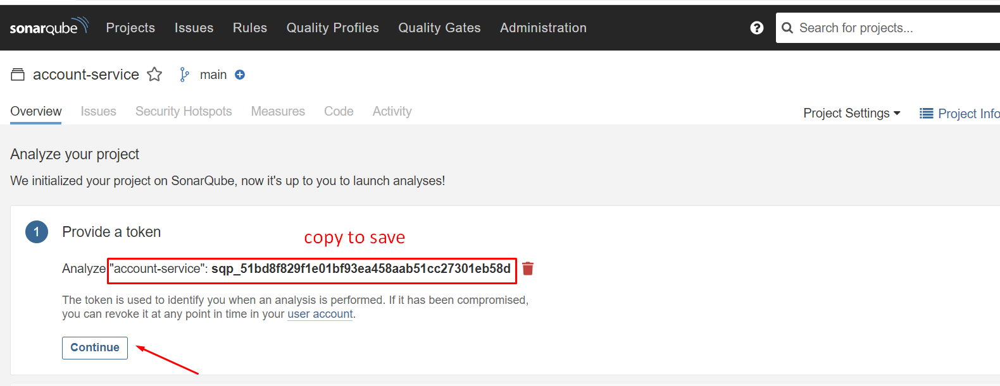 sonarqube Projects Issues Rules Quality Profiles Quality Gates Administration ? Search for projects...
account-service main
Overview Issues Security Hotspots Measures Code Activity Project Settings Project Info
Analyze your project
We initialized your project on SonarQube, now it's up to you to launch analyses!
1 Provide a token
copy to save
Analyze "account-service": sqp_51bd8f829f1e01bf93ea458aab51cc27301eb58d
The token is used to identify you when an analysis is performed. If it has been compromised,
you can revoke it at any point in time in your user account.
Continue